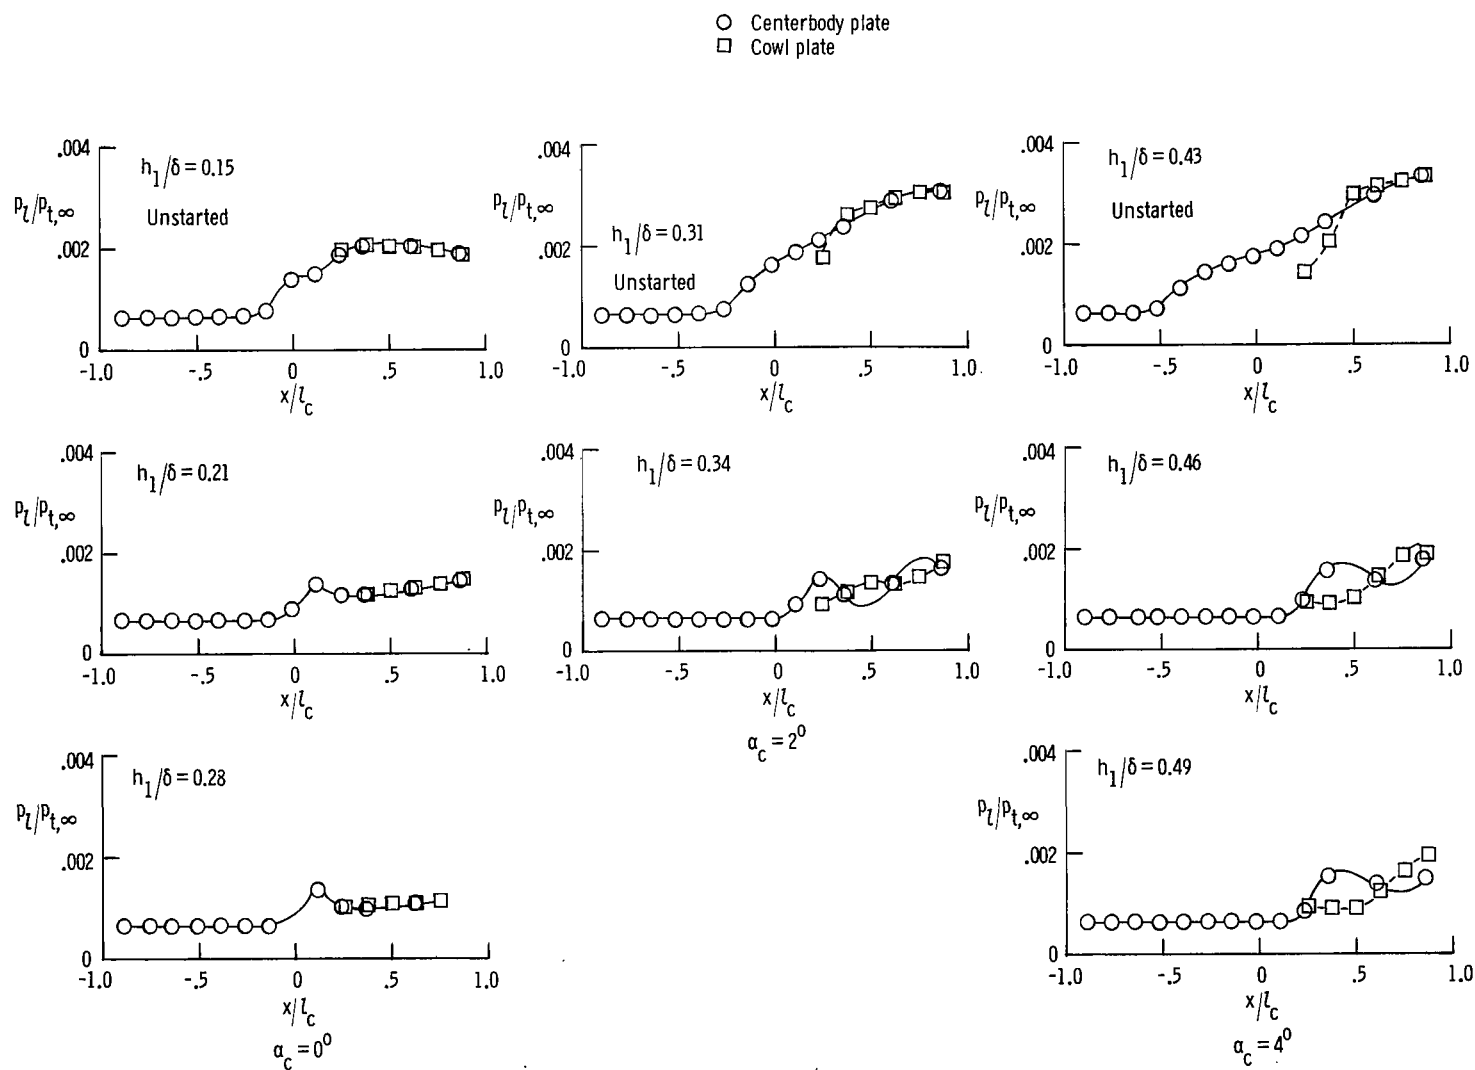 Centerbody plate
Cowl plate
.004
h1/δ = 0.15
pl/pt,∞
Unstarted
.002
0
-1.0 -.5 0 .5 1.0
x/lc
.004
pl/pt,∞
h1/δ = 0.31
.002
Unstarted
0
-1.0 -.5 0 .5 1.0
x/lc
.004
h1/δ = 0.43
pl/pt,∞
Unstarted
.002
0
-1.0 -.5 0 .5 1.0
x/lc
.004
h1/δ = 0.21
pl/pt,∞
.002
0
-1.0 -.5 0 .5 1.0
x/lc
.004
h1/δ = 0.34
pl/pt,∞
.002
0
-1.0 -.5 0 .5 1.0
x/lc
αc = 2⁰
.004
h1/δ = 0.46
pl/pt,∞
.002
0
-1.0 -.5 0 .5 1.0
x/lc
.004
h1/δ = 0.28
pl/pt,∞
.002
0
-1.0 -.5 0 .5 1.0
x/lc
αc = 0⁰
.004
h1/δ = 0.49
pl/pt,∞
.002
0
-1.0 -.5 0 .5 1.0
x/lc
αc = 4⁰